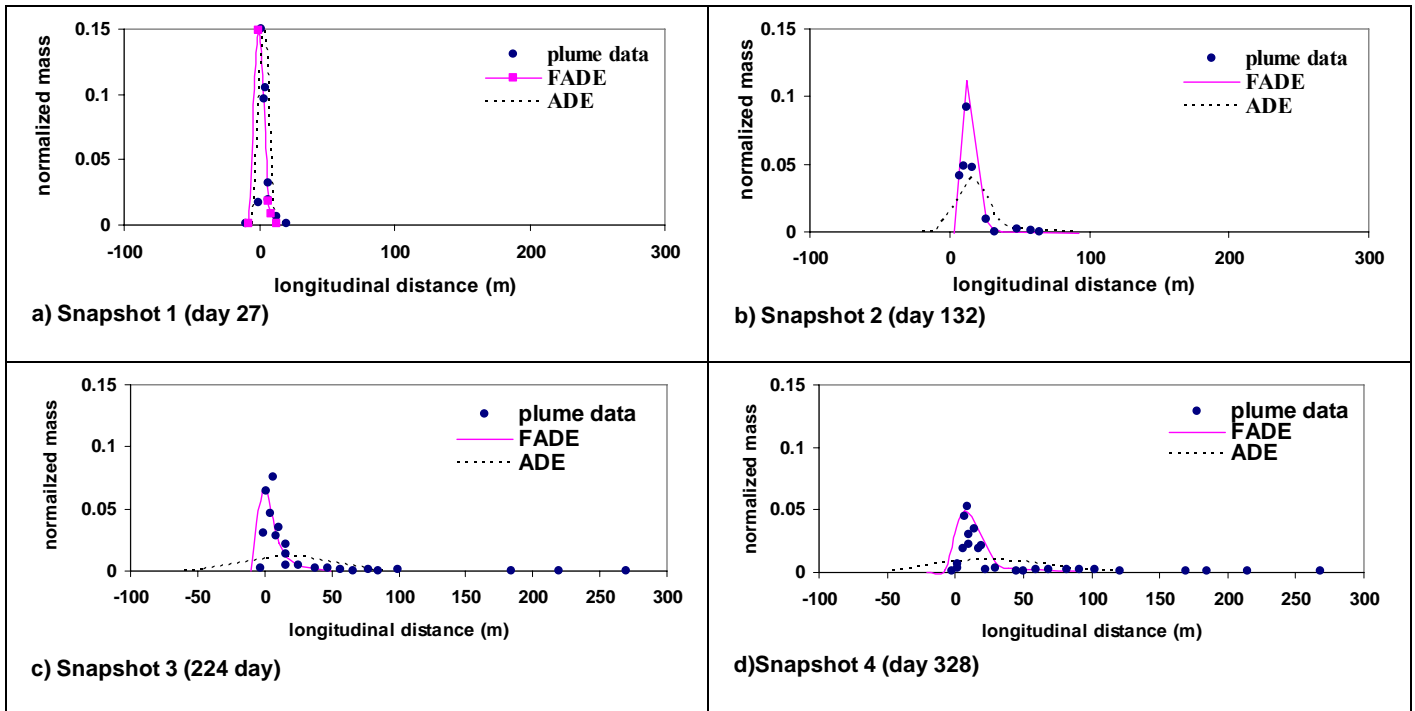 0.15
0.1
0.05
0
normalized mass
plume data
FADE
ADE
-100 0 100 200 300
longitudinal distance (m)
a) Snapshot 1 (day 27)
0.15
0.1
0.05
0
normalized mass
plume data
FADE
ADE
-100 0 100 200 300
longitudinal distance (m)
b) Snapshot 2 (day 132)
0.15
0.1
0.05
0
normailzed mass
plume data
FADE
ADE
-100 -50 0 50 100 150 200 250 300
longitudinal distance (m)
c) Snapshot 3 (224 day)
0.15
0.1
0.05
0
normalized mass
plume data
FADE
ADE
-100 -50 0 50 100 150 200 250 300
longitudinal distance (m)
d)Snapshot 4 (day 328)